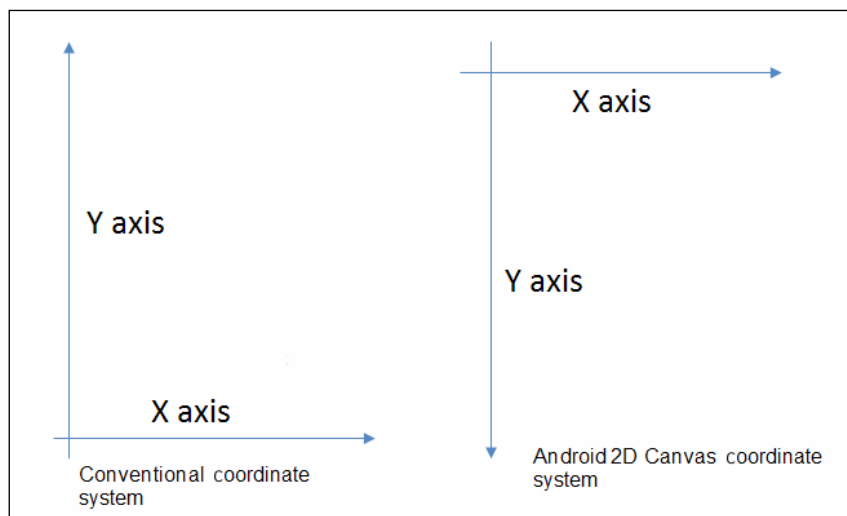 Y axis
X axis
Conventional coordinate
system
X axis
Y axis
Android 2D Canvas coordinate
system